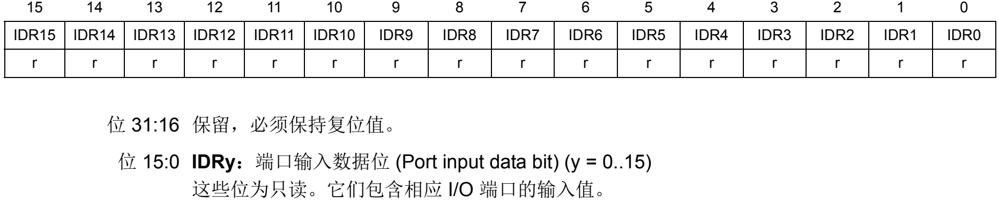 15 14 13 12 11 10 9 8 7 6 5 4 3 2 1 0
IDR15 IDR14 IDR13 IDR12 IDR11 IDR10 IDR9 IDR8 IDR7 IDR6 IDR5 IDR4 IDR3 IDR2 IDR1 IDR0
r r r r r r r r r r r r r r r r
位 31:16 保留，必须保持复位值。
位 15:0 IDRy：端口输入数据位 (Port input data bit) (y = 0..15)
这些位为只读。它们包含相应 I/O 端口的输入值。